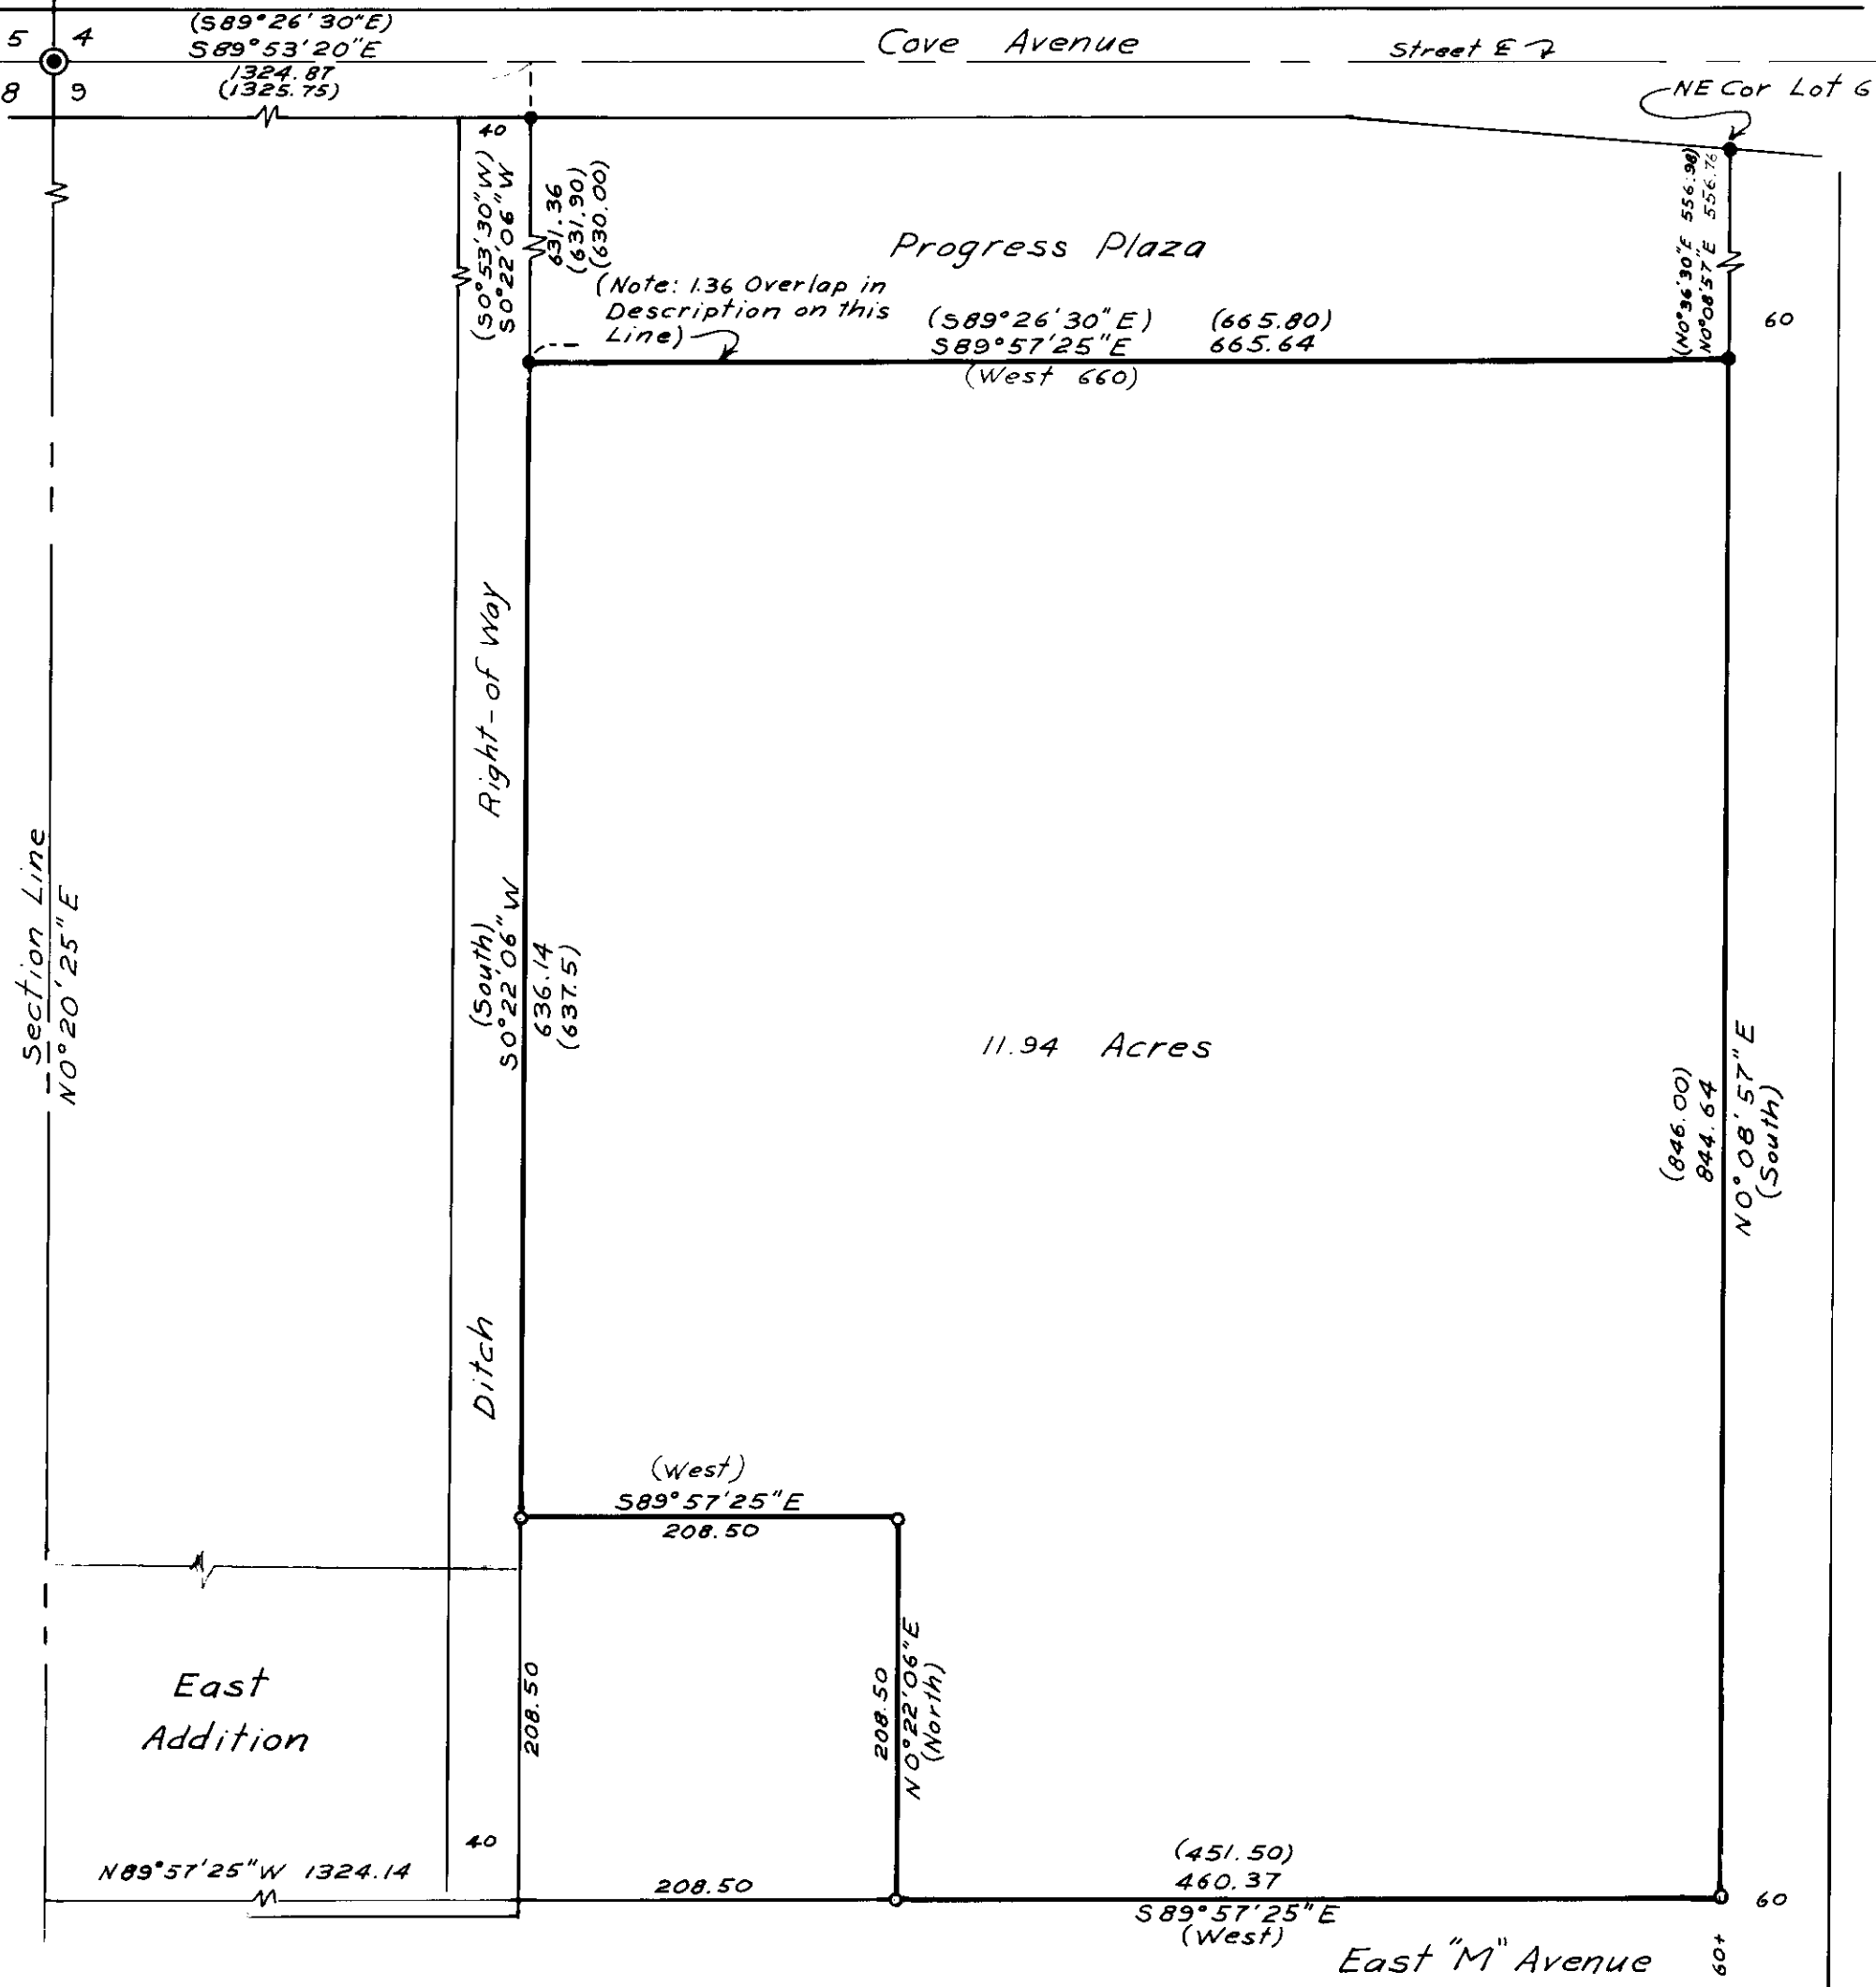 (S89°26'30"E)
S89°53'20"E
1324.87
(1325.75)
5 4
8 9
Cove Avenue
Street ℄
NE Cor Lot 6
40
(S0°53'30"W)
S0°22'06"W
631.36
(631.90)
(630.00)
Progress Plaza
(Note: 1.36 Overlap in
Description on this
Line)
(S89°26'30"E) (665.80)
S89°57'25"E 665.64
(West 660)
(N0°36'30"E 556.98)
N0°08'57"E 556.76
60
Section Line
N0°20'25"E
Ditch Right-of Way
(South)
S0°22'06"W
636.14
(637.5)
11.94 Acres
(846.00)
844.64
N0°08'57"E
(South)
(West)
S89°57'25"E
208.50
East
Addition
208.50
208.50
N0°22'06"E
(North)
40
N89°57'25"W 1324.14
208.50
(451.50)
460.37
S89°57'25"E
(West)
60
60+
East "M" Avenue